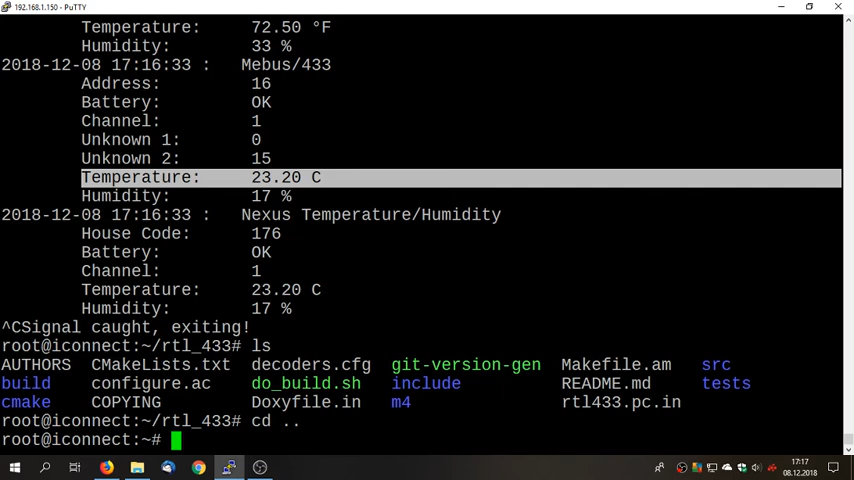 192.168.1.150 - PuTTY
Temperature: 72.50 °F
Humidity: 33 %
2018-12-08 17:16:33 : Mebus/433
Address: 16
Battery: OK
Channel: 1
Unknown 1: 0
Unknown 2: 15
Temperature: 23.20 C
Humidity: 17 %
2018-12-08 17:16:33 : Nexus Temperature/Humidity
House Code: 176
Battery: OK
Channel: 1
Temperature: 23.20 C
Humidity: 17 %
^CSignal caught, exiting!
root@iconnect:~/rtl_433# ls
AUTHORS CMakeLists.txt decoders.cfg git-version-gen Makefile.am src
build configure.ac do_build.sh include README.md tests
cmake COPYING Doxyfile.in m4 rtl433.pc.in
root@iconnect:~/rtl_433# cd ..
root@iconnect:~#
17:17
08.12.2018